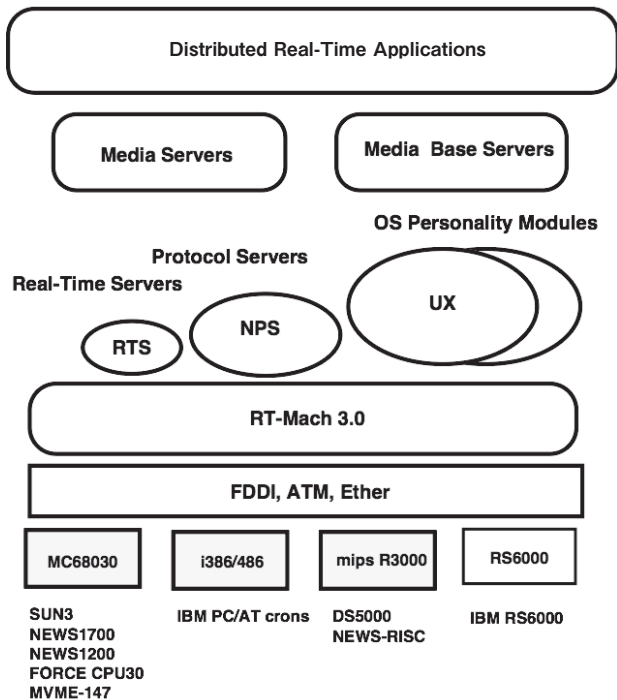 Distributed Real-Time Applications
Media Servers
Media Base Servers
OS Personality Modules
Protocol Servers
Real-Time Servers
UX
NPS
RTS
RT-Mach 3.0
FDDI, ATM, Ether
MC68030
i386/486
mips R3000
RS6000
SUN3
NEWS1700
NEWS1200
FORCE CPU30
MVME-147
IBM PC/AT crons
DS5000
NEWS-RISC
IBM RS6000